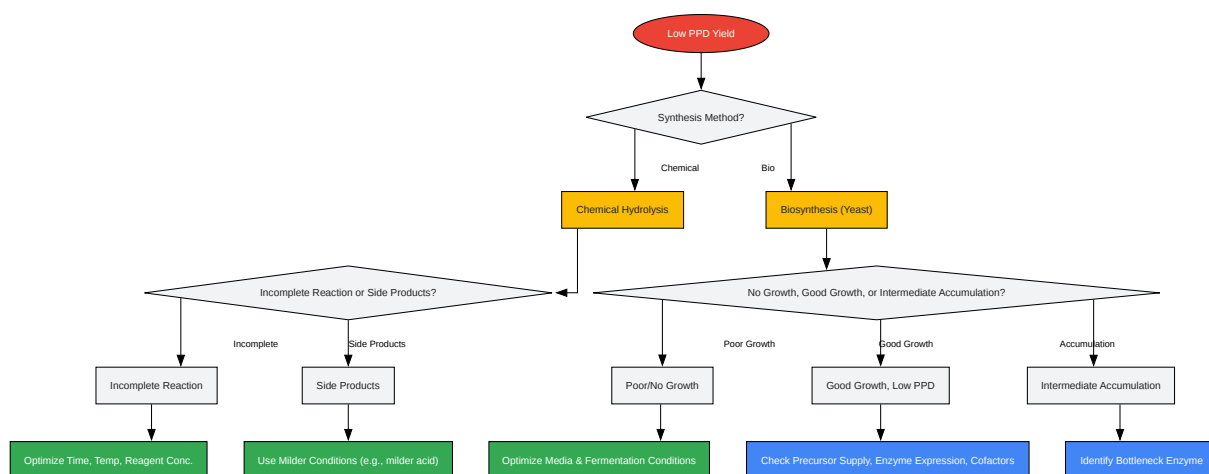 Low PPD Yield
Synthesis Method?
Chemical
Bio
Chemical Hydrolysis
Biosynthesis (Yeast)
Incomplete Reaction or Side Products?
No Growth, Good Growth, or Intermediate Accumulation?
Incomplete
Side Products
Poor Growth
Good Growth
Accumulation
Incomplete Reaction
Side Products
Poor/No Growth
Good Growth, Low PPD
Intermediate Accumulation
Optimize Time, Temp, Reagent Conc.
Use Milder Conditions (e.g., milder acid)
Optimize Media & Fermentation Conditions
Check Precursor Supply, Enzyme Expression, Cofactors
Identify Bottleneck Enzyme